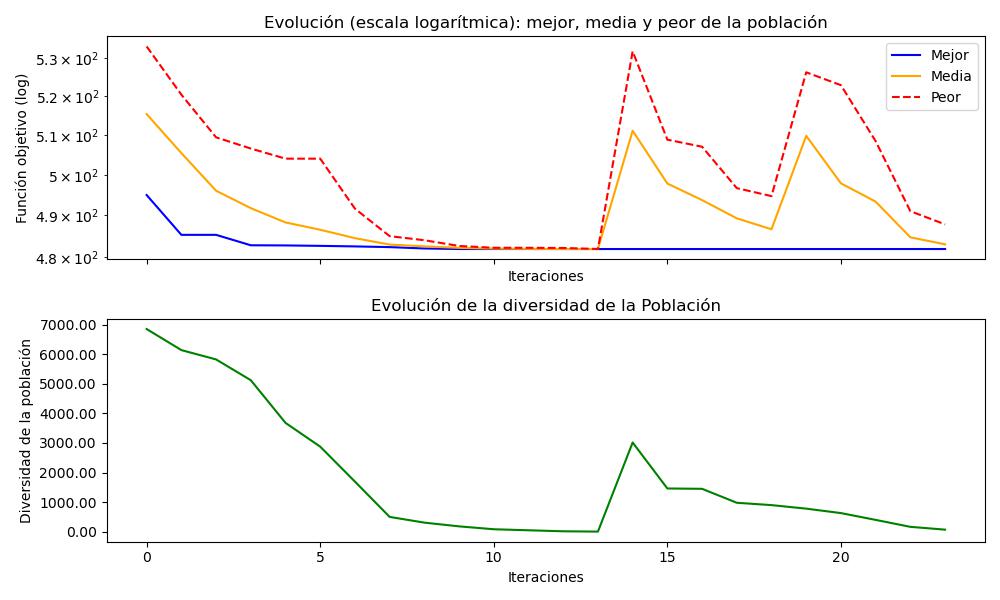 Evolución (escala logarítmica): mejor, media y peor de la población
Función objetivo (log)
5.3 × 10²
5.2 × 10²
5.1 × 10²
5 × 10²
4.9 × 10²
4.8 × 10²
Mejor
Media
Peor
Iteraciones
Evolución de la diversidad de la Población
Diversidad de la población
7000.00
6000.00
5000.00
4000.00
3000.00
2000.00
1000.00
0.00
0 5 10 15 20
Iteraciones